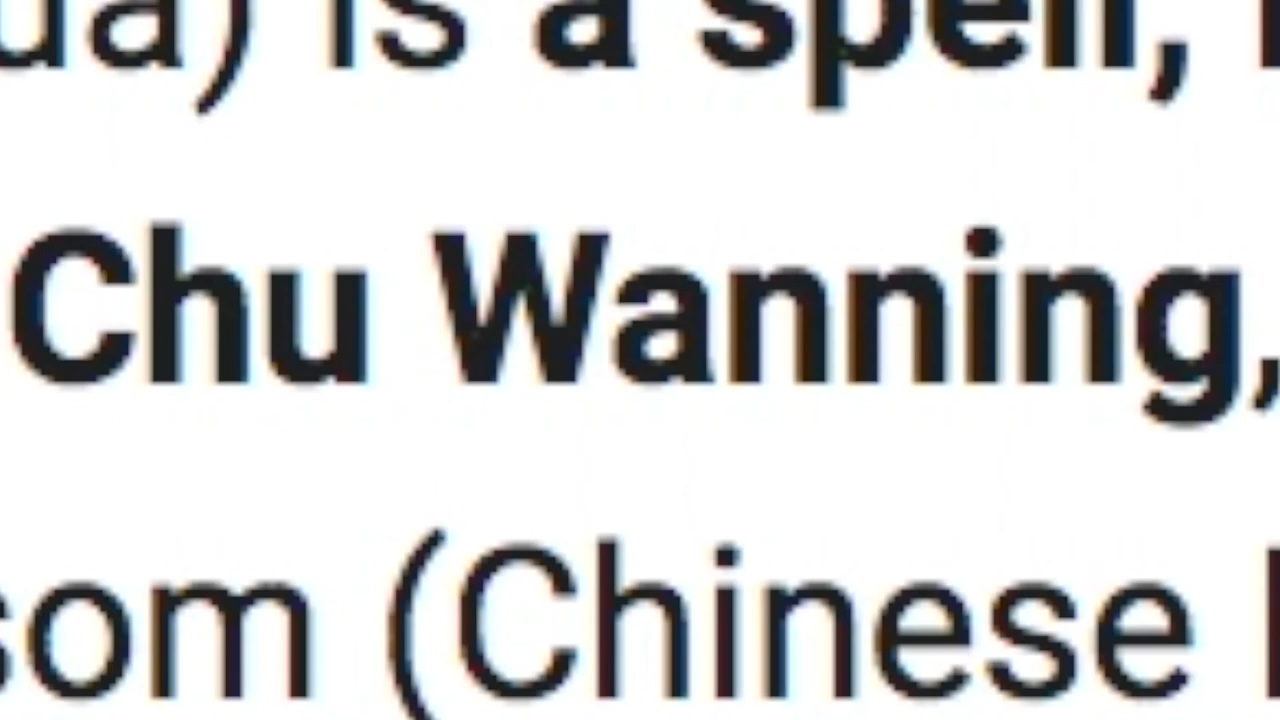 ua) is a spell,
Chu Wanning,
som (Chinese